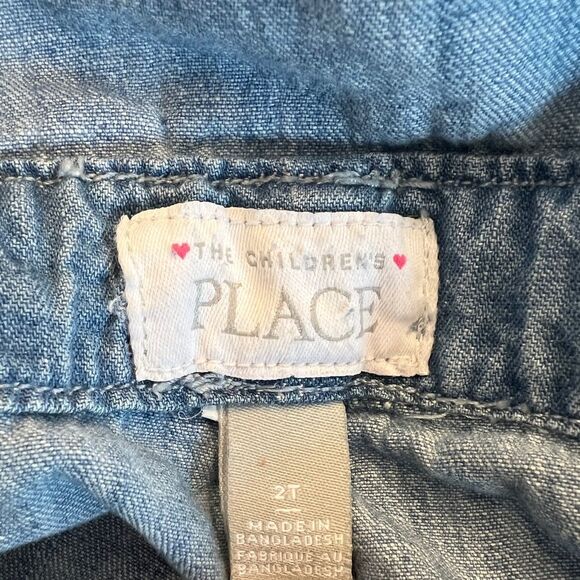 THE CHILDREN'S
PLACE
2T
MADE IN
BANGLADESH
FABRIQUE AU
BANGLADESH